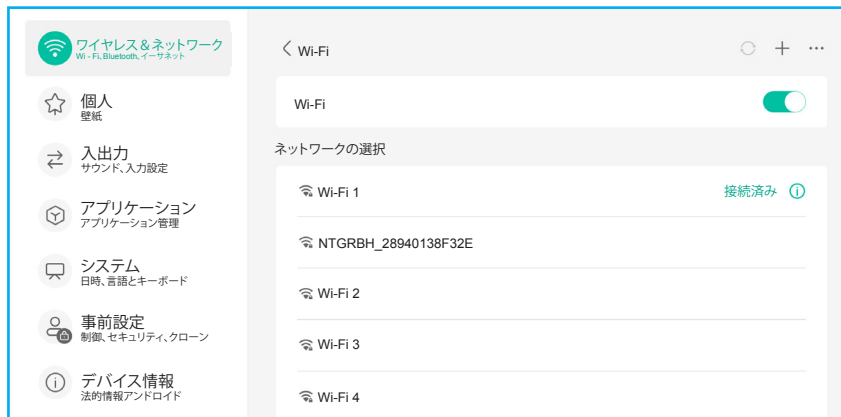 ワイヤレス＆ネットワーク
Wi - Fi、Bluetooth、イーサネット
個人
壁紙
入出力
サウンド、入力設定
アプリケーション
アプリケーション管理
システム
日時、言語とキーボード
事前設定
制御、セキュリティ、クローン
デバイス情報
法的情報アンドロイド
Wi-Fi
Wi-Fi
ネットワークの選択
Wi-Fi 1 接続済み
NTGRBH_28940138F32E
Wi-Fi 2
Wi-Fi 3
Wi-Fi 4